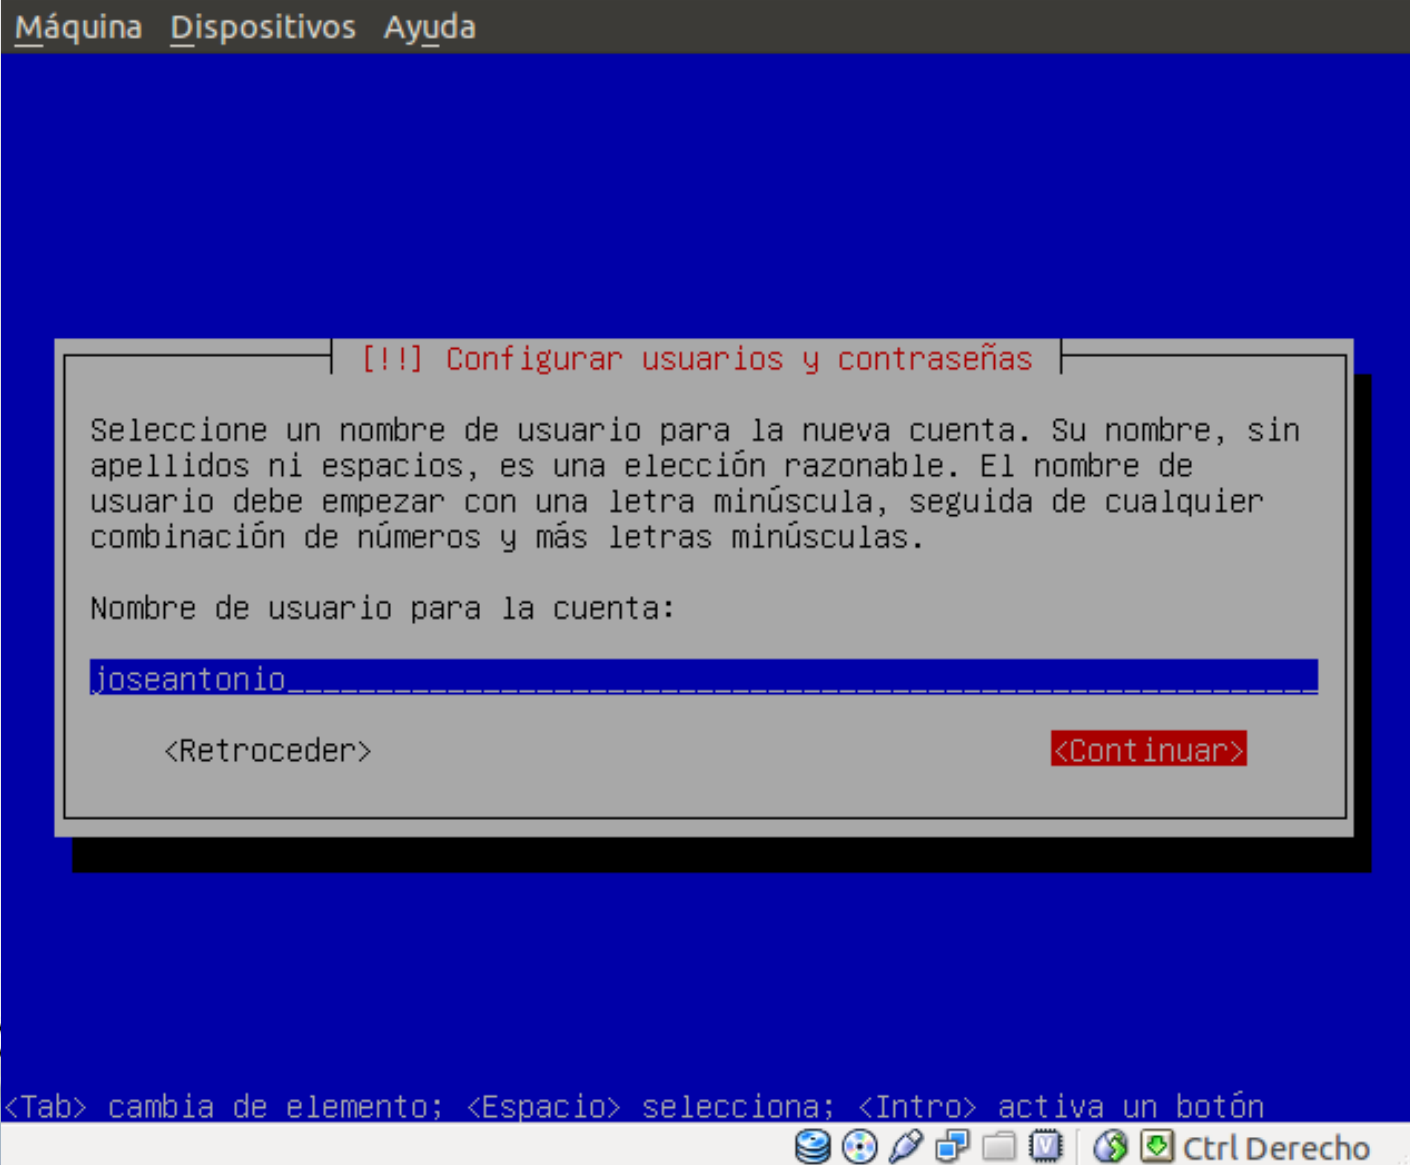 Máquina Dispositivos Ayuda
[!!] Configurar usuarios y contraseñas
Seleccione un nombre de usuario para la nueva cuenta. Su nombre, sin
apellidos ni espacios, es una elección razonable. El nombre de
usuario debe empezar con una letra minúscula, seguida de cualquier
combinación de números y más letras minúsculas.
Nombre de usuario para la cuenta:
joseantonio__________________________________________________________
<Retroceder> <Continuar>
<Tab> cambia de elemento; <Espacio> selecciona; <Intro> activa un botón
Ctrl Derecho